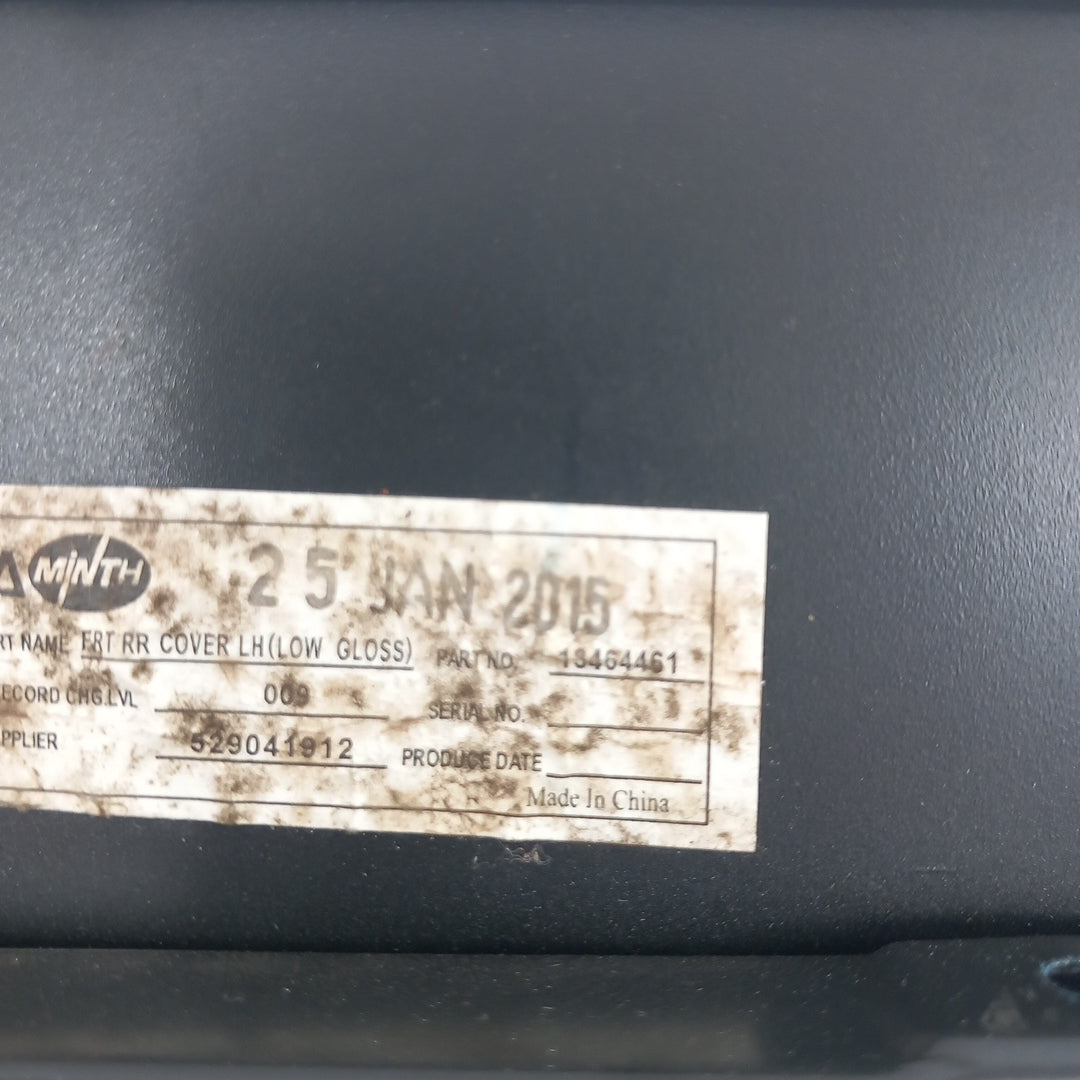 MINTH 25 JAN 2015
RT NAME FRT RR COVER LH(LOW GLOSS) PART NO. 13464461
ECORD CHG.LVL 009 SERIAL NO.
PPLIER 529041912 PRODUCE DATE
Made In China